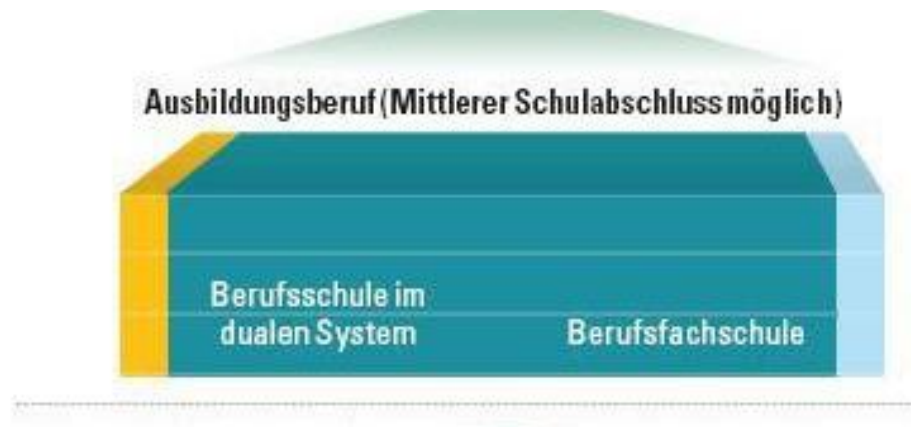 Ausbildungsberuf (Mittlerer Schulabschluss möglich)
Berufsschule im
dualen System
Berufsfachschule